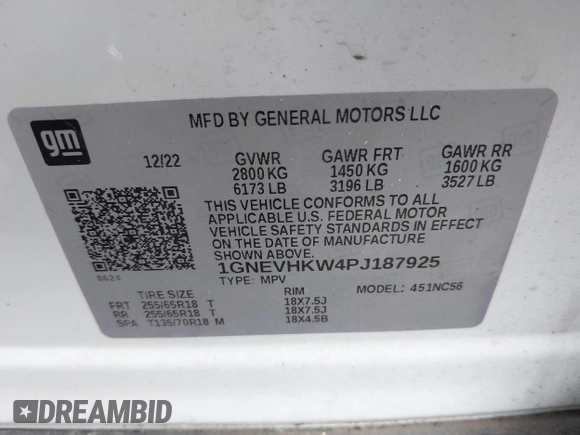 gm
MFD BY GENERAL MOTORS LLC
12/22 GVWR GAWR FRT GAWR RR
2800 KG 1450 KG 1600 KG
6173 LB 3196 LB 3527 LB
THIS VEHICLE CONFORMS TO ALL
APPLICABLE U.S. FEDERAL MOTOR
VEHICLE SAFETY STANDARDS IN EFFECT
ON THE DATE OF MANUFACTURE SHOWN ABOVE.
1GNEVHKW4PJ187925
8624
TYPE: MPV MODEL: 451NC56
TIRE SIZE RIM
FRT 255/65R18 T 18X7.5J
RR 255/65R18 T 18X7.5J
SPA T135/70R18 M 18X4.5B
DREAMBID